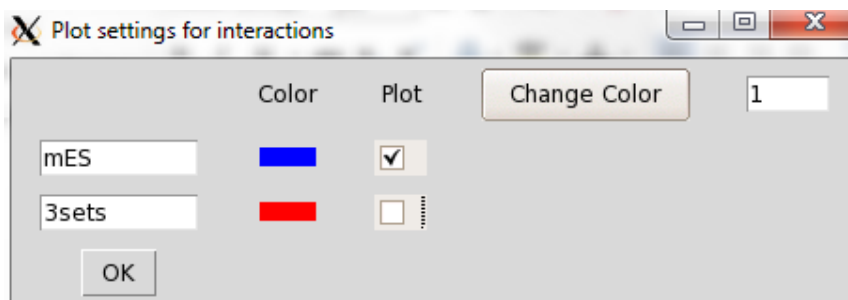 Plot settings for interactions
Color Plot Change Color 1
mES
3sets
OK